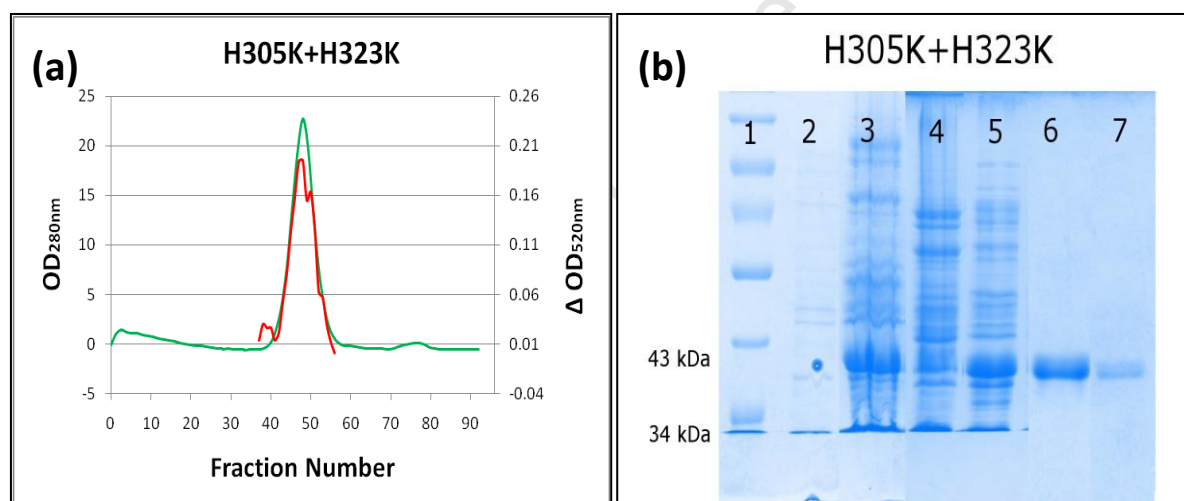 (a)
H305K+H323K
OD280nm
25
20
15
10
5
0
-5
0.26
0.21
0.16
0.11
0.06
0.01
-0.04
Δ OD520nm
0 10 20 30 40 50 60 70 80 90
Fraction Number
(b)
H305K+H323K
1 2 3 4 5 6 7
43 kDa
34 kDa